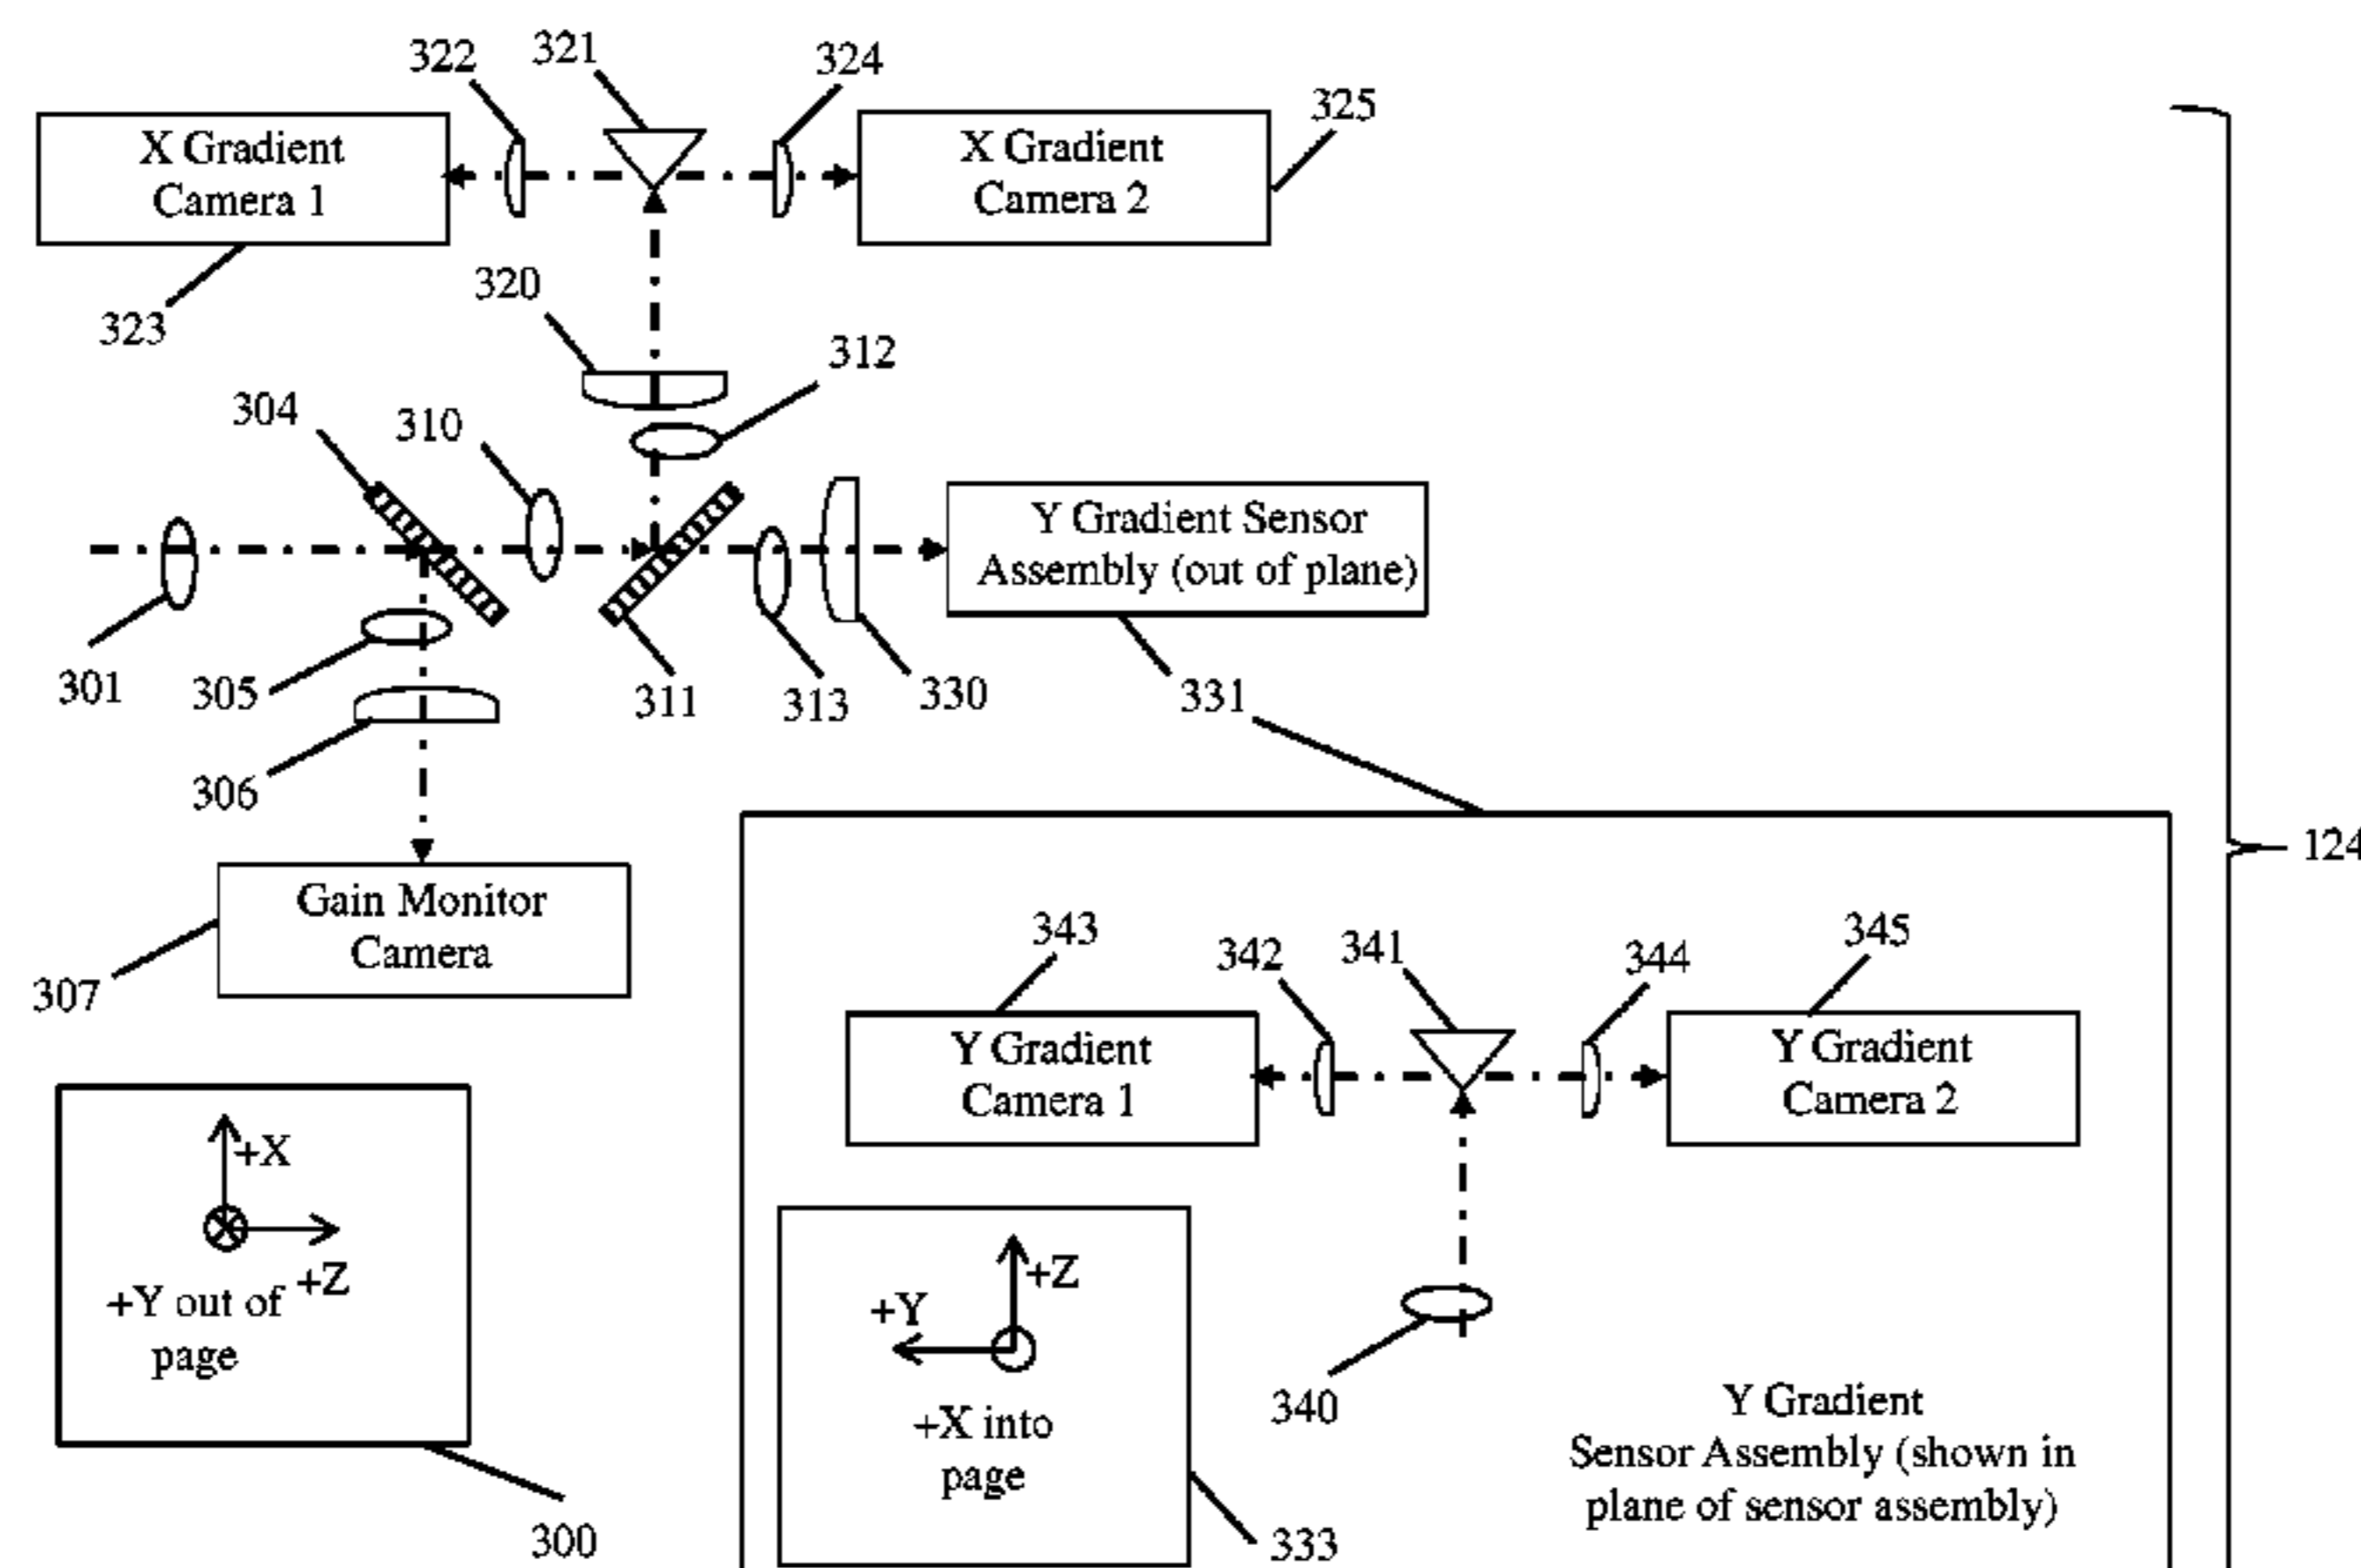 322
321
324
325
X Gradient
Camera 1
X Gradient
Camera 2
323
320
312
304
310
Y Gradient Sensor
Assembly (out of plane)
301
305
311
313
330
331
306
124
Gain Monitor
Camera
307
343
342
341
344
345
Y Gradient
Camera 1
Y Gradient
Camera 2
+X
+Z
+Y out of
page
300
+Z
+Y
+X into
page
333
340
Y Gradient
Sensor Assembly (shown in
plane of sensor assembly)